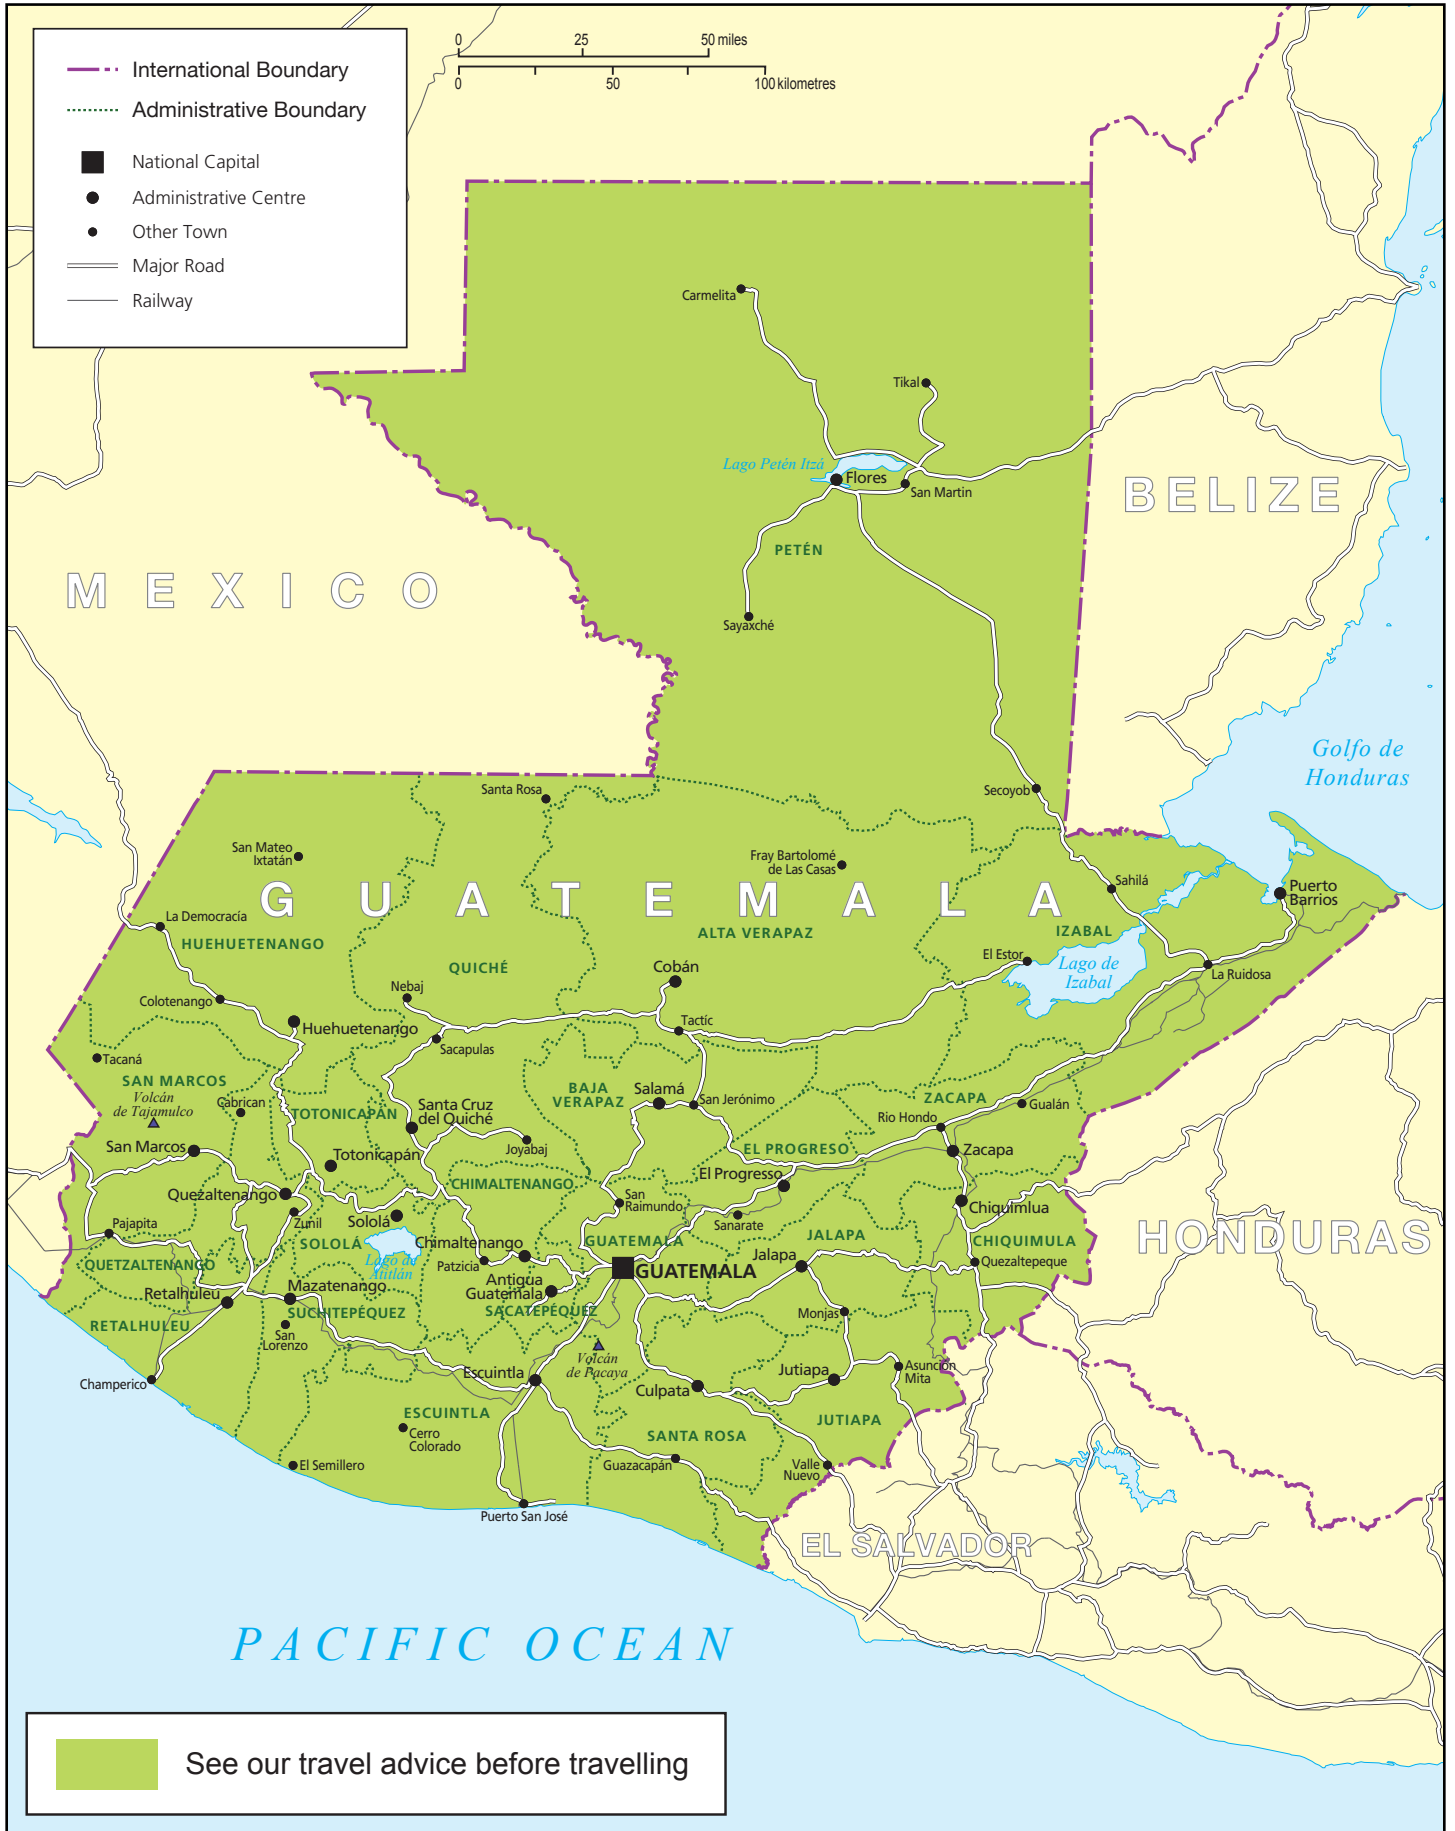 International Boundary
Administrative Boundary
National Capital
Administrative Centre
Other Town
Major Road
Railway
0 25 50 miles
0 50 100 kilometres
Carmelita
Tikal
Lago Petén Itzá
Flores
San Martin
BELIZE
PETÉN
MEXICO
Sayaxché
Golfo de
Honduras
Santa Rosa
Secoyob
San Mateo
Ixtatán
Fray Bartolomé
de Las Casas
Sahilá
Puerto
Barrios
GUATEMALA
La Democracía
HUEHUETENANGO
ALTA VERAPAZ
IZABAL
El Estor
Lago de
Izabal
La Ruidosa
QUICHÉ
Cobán
Nebaj
Colotenango
Huehuetenango
Tactíc
Sacapulas
Tacaná
SAN MARCOS
Volcán
de Tajamulco
Cabrican
TOTONICAPÁN
Santa Cruz
del Quiché
BAJA
VERAPAZ
Salamá
San Jerónimo
ZACAPA
Gualán
Rio Hondo
San Marcos
Totonicapán
Joyabaj
EL PROGRESO
Zacapa
CHIMALTENANGO
El Progresso
Quezaltenango
San
Raimundo
Chiquimlua
Zunil
Sololá
Sanarate
Pajapita
SOLOLÁ
Chimaltenango
GUATEMALA
JALAPA
CHIQUIMULA
HONDURAS
Lago de
Atitlán
Patzicia
Jalapa
Quezaltepeque
QUETZALTENANGO
GUATEMALA
Antigua
Guatemala
Mazatenango
Retalhuleu
SUCHITEPÉQUEZ
SACATEPÉQUEZ
Monjas
RETALHULEU
San
Lorenzo
Volcán
de Pacaya
Escuintla
Jutiapa
Asunción
Mita
Champerico
Culpata
ESCUINTLA
JUTIAPA
Cerro
Colorado
SANTA ROSA
El Semillero
Guazacapán
Valle
Nuevo
Puerto San José
EL SALVADOR
PACIFIC OCEAN
See our travel advice before travelling